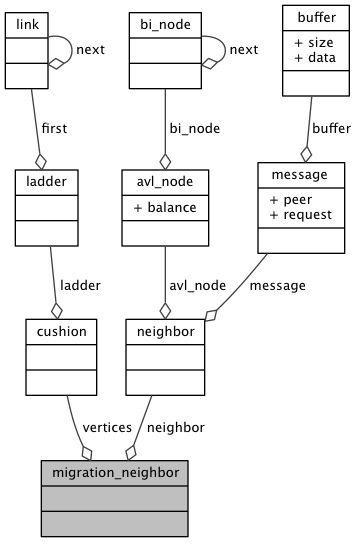 link
next
bi_node
next
buffer
+ size
+ data
first
bi_node
buffer
ladder
avl_node
+ balance
message
+ peer
+ request
ladder
avl_node
message
cushion
neighbor
vertices
neighbor
migration_neighbor